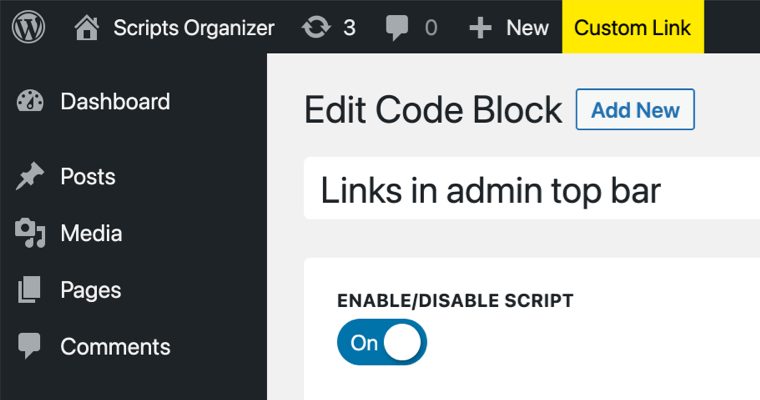 Scripts Organizer 3 0 New Custom Link
Dashboard
Posts
Media
Pages
Comments
Edit Code Block Add New
Links in admin top bar
ENABLE/DISABLE SCRIPT
On